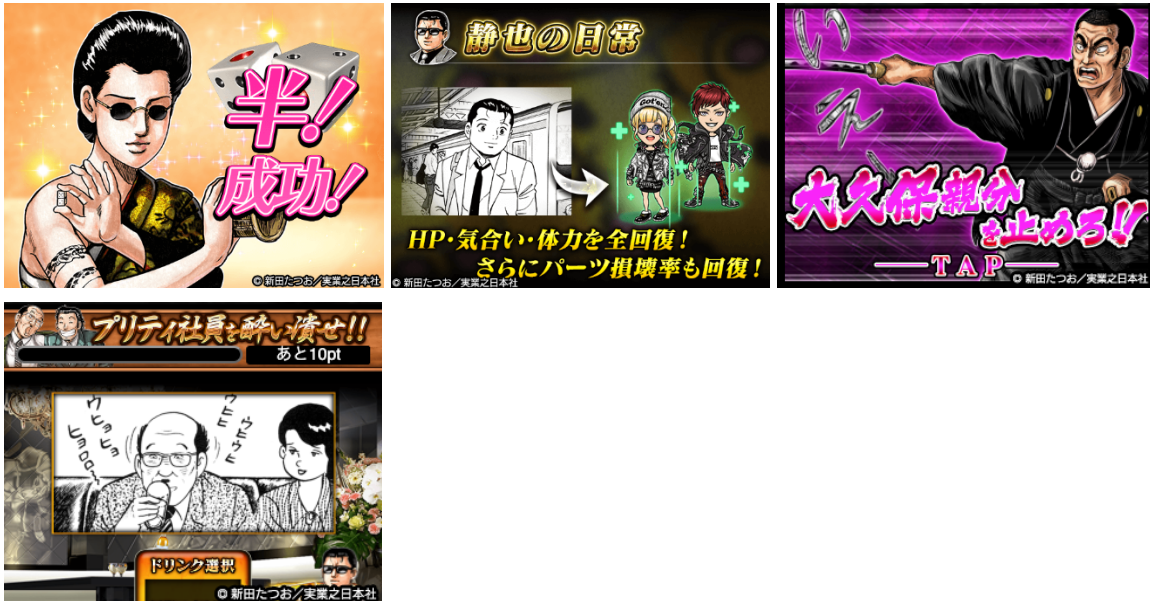 半!
成功!
© 新田たつお/実業之日本社
静也の日常
Got'em
HP・気合い・体力を全回復!
さらにパーツ損壊率も回復!
© 新田たつお/実業之日本社
いえ
大久保親分
を止めろ!!
TAP
© 新田たつお/実業之日本社
プリティ社員を酔い潰せ!!
あと10pt
ウヒョヒョ
ヒョロロ〜
ウヒヒ
ウヒウヒ
ドリンク選択
© 新田たつお/実業之日本社